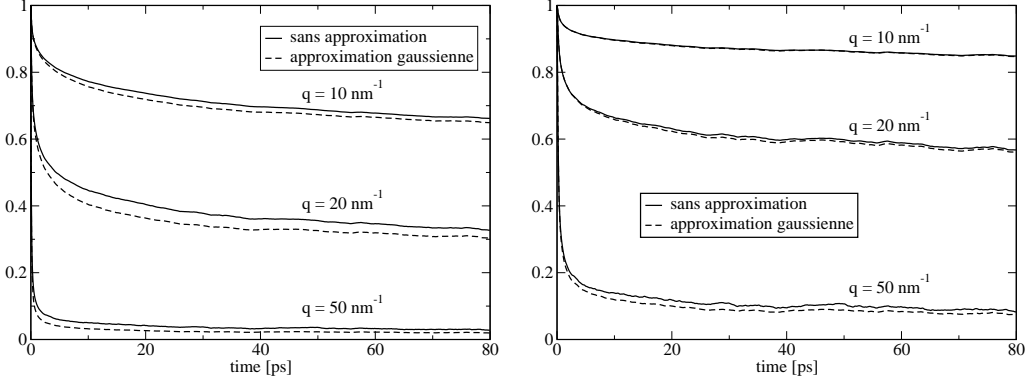 1
0.8
0.6
0.4
0.2
0
0
20
40
60
80
time [ps]
sans approximation
approximation gaussienne
q = 10 nm⁻¹
q = 20 nm⁻¹
q = 50 nm⁻¹
1
0.8
0.6
0.4
0.2
0
0
20
40
60
80
time [ps]
q = 10 nm⁻¹
q = 20 nm⁻¹
sans approximation
approximation gaussienne
q = 50 nm⁻¹